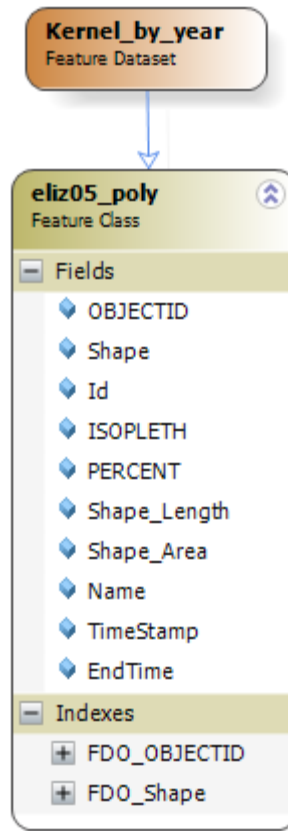 Kernel_by_year
Feature Dataset
eliz05_poly
Feature Class
Fields
OBJECTID
Shape
Id
ISOPLETH
PERCENT
Shape_Length
Shape_Area
Name
TimeStamp
EndTime
Indexes
FDO_OBJECTID
FDO_Shape